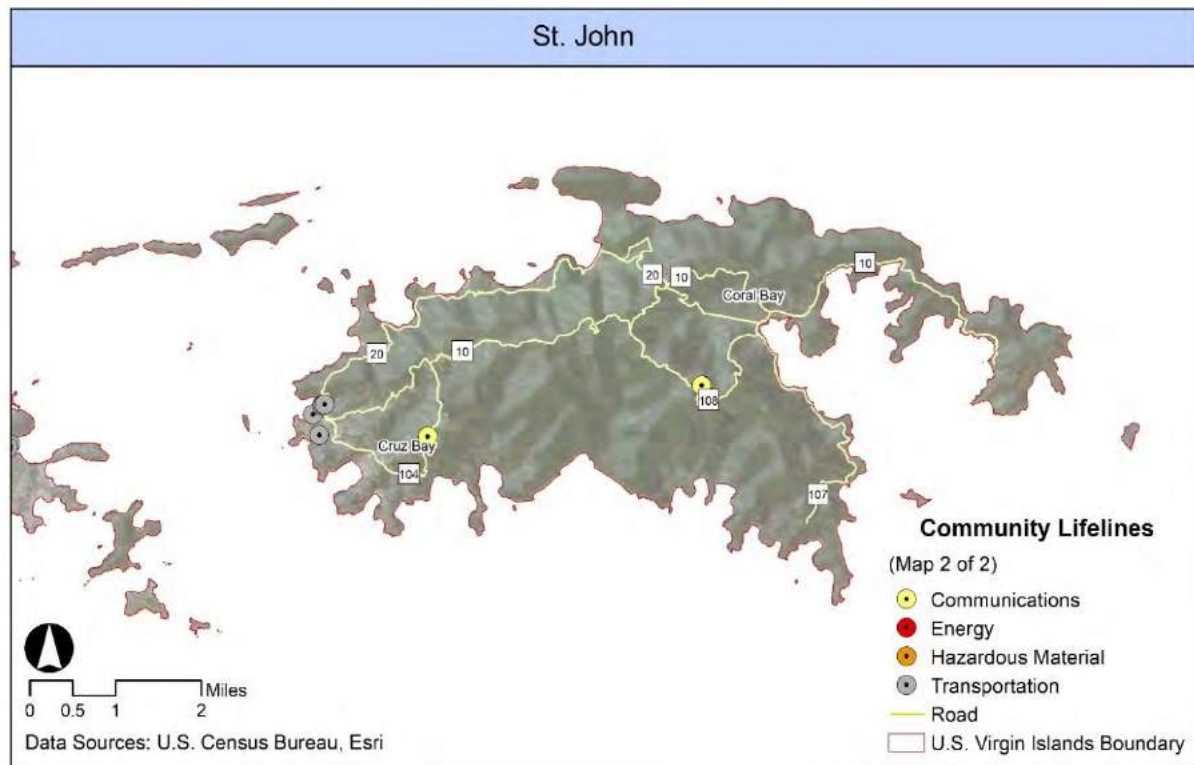 St. John
10
20
10
Coral Bay
20
10
108
Cruz Bay
104
107
Community Lifelines
(Map 2 of 2)
Communications
Energy
Hazardous Material
Transportation
Road
U.S. Virgin Islands Boundary
Miles
0 0.5 1 2
Data Sources: U.S. Census Bureau, Esri